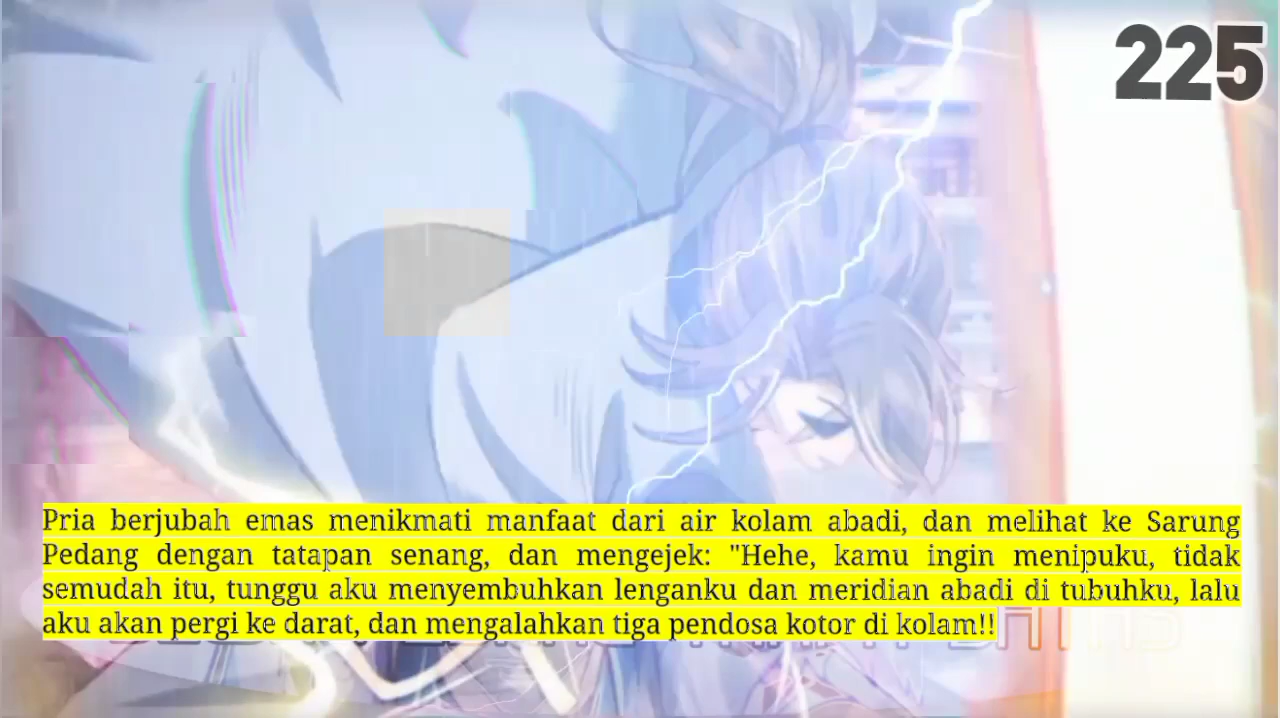 225
Pria berjubah emas menikmati manfaat dari air kolam abadi, dan melihat ke Sarung
Pedang dengan tatapan senang, dan mengejek: "Hehe, kamu ingin menipuku, tidak
semudah itu, tunggu aku menyembuhkan lenganku dan meridian abadi di tubuhku, lalu
aku akan pergi ke darat, dan mengalahkan tiga pendosa kotor di kolam!!